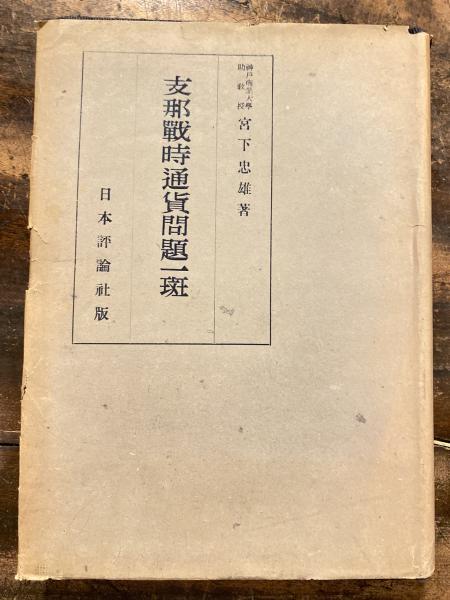 神戸商業大學
助教授
宮下忠雄著
支那戰時通貨問題一斑
日本評論社版